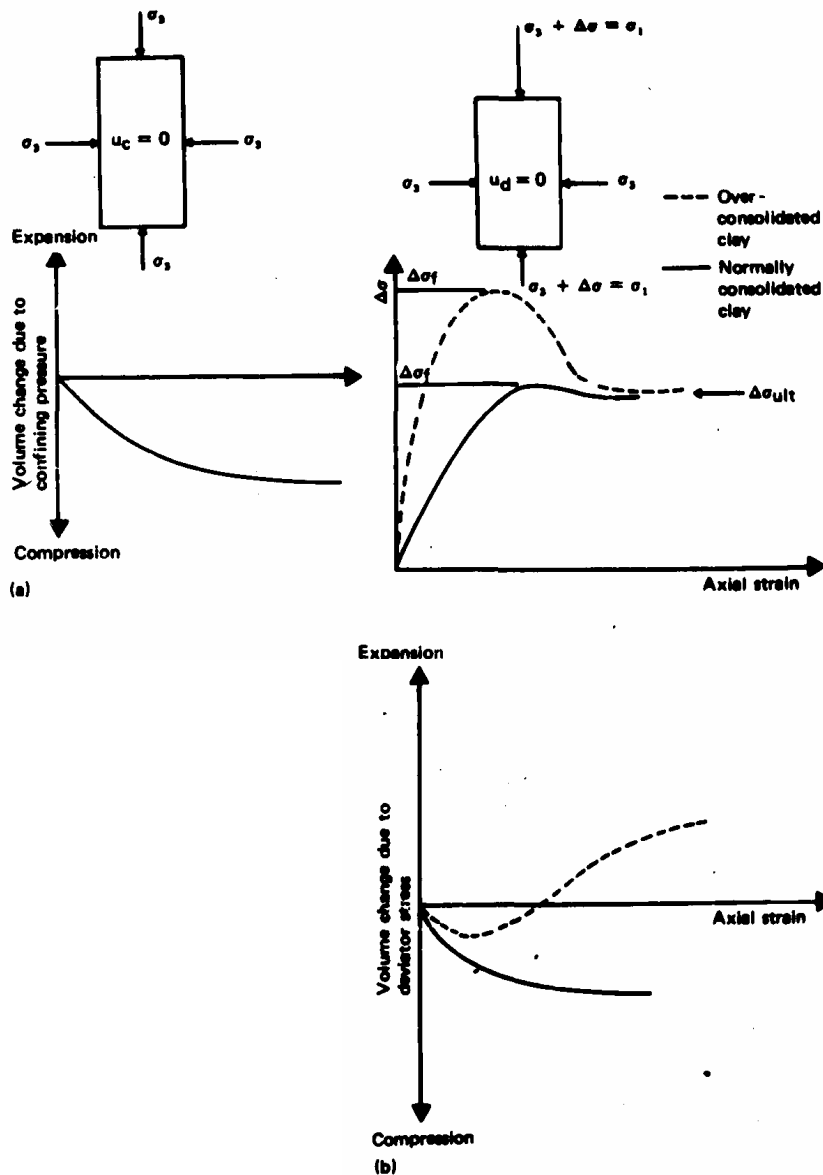 σ₃
σ₃
u_c = 0
σ₃
σ₃
Expansion
Volume change due to
confining pressure
Compression
(a)
σ₃ + Δσ = σ₁
σ₃
u_d = 0
σ₃
σ₃ + Δσ = σ₁
Over-
consolidated
clay
Normally
consolidated
clay
Δσ
Δσf
Δσf
Δσult
Axial strain
Expansion
Volume change due to
deviator stress
Axial strain
Compression
(b)